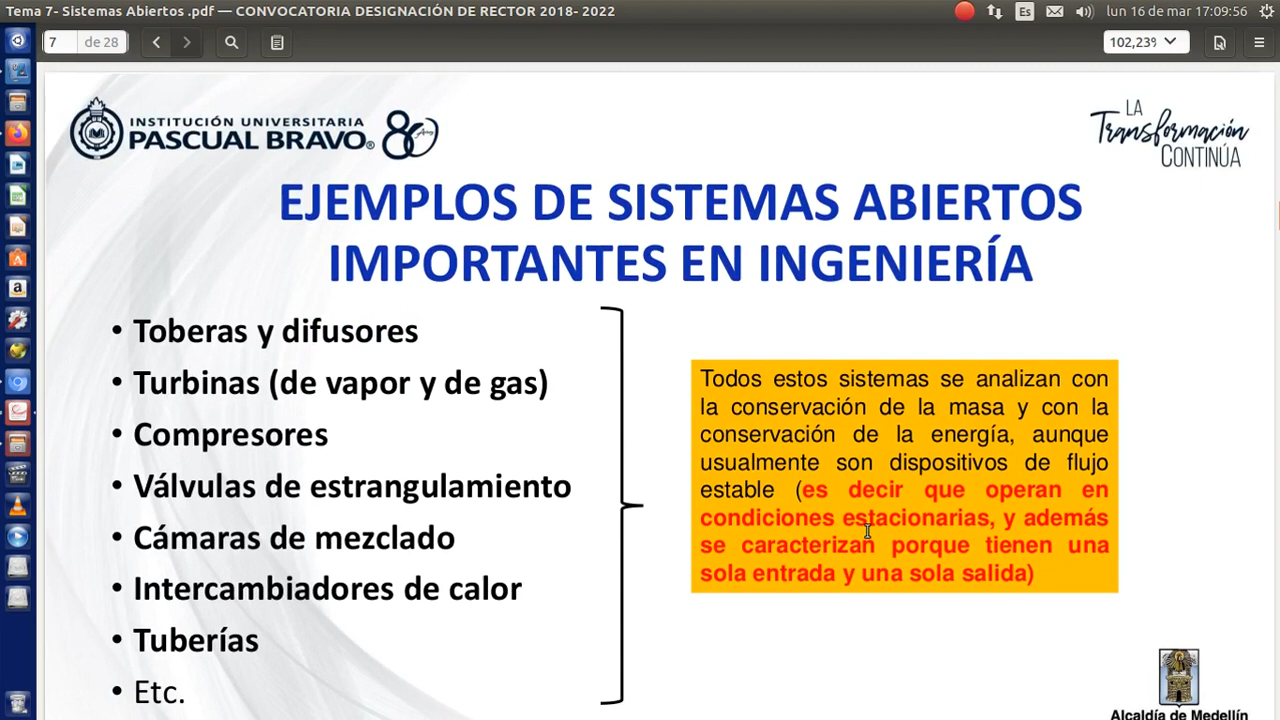 Tema 7- Sistemas Abiertos .pdf — CONVOCATORIA DESIGNACIÓN DE RECTOR 2018- 2022
Es
lun 16 de mar 17:09:56
7
de 28
102,23%
INSTITUCIÓN UNIVERSITARIA
PASCUAL BRAVO®
80
Años
LA
Transformación
CONTINÚA
EJEMPLOS DE SISTEMAS ABIERTOS
IMPORTANTES EN INGENIERÍA
• Toberas y difusores
• Turbinas (de vapor y de gas)
• Compresores
• Válvulas de estrangulamiento
• Cámaras de mezclado
• Intercambiadores de calor
• Tuberías
• Etc.
Todos estos sistemas se analizan con
la conservación de la masa y con la
conservación de la energía, aunque
usualmente son dispositivos de flujo
estable (es decir que operan en
condiciones estacionarias, y además
se caracterizan porque tienen una
sola entrada y una sola salida)
Alcaldía de Medellín